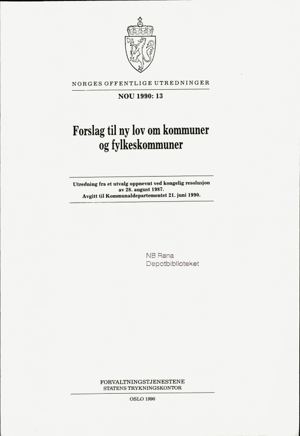 NORGES OFFENTLIGE UTREDNINGER
NOU 1990: 13
Forslag til ny lov om kommuner
og fylkeskommuner
Utredning fra et utvalg oppnevnt ved kongelig resolusjon
av 28. august 1987.
Avgitt til Kommunaldepartementet 21. juni 1990.
NB Rana
Depotbiblioteket
FORVALTNINGSTJENESTENE
STATENS TRYKNINGSKONTOR
OSLO 1990